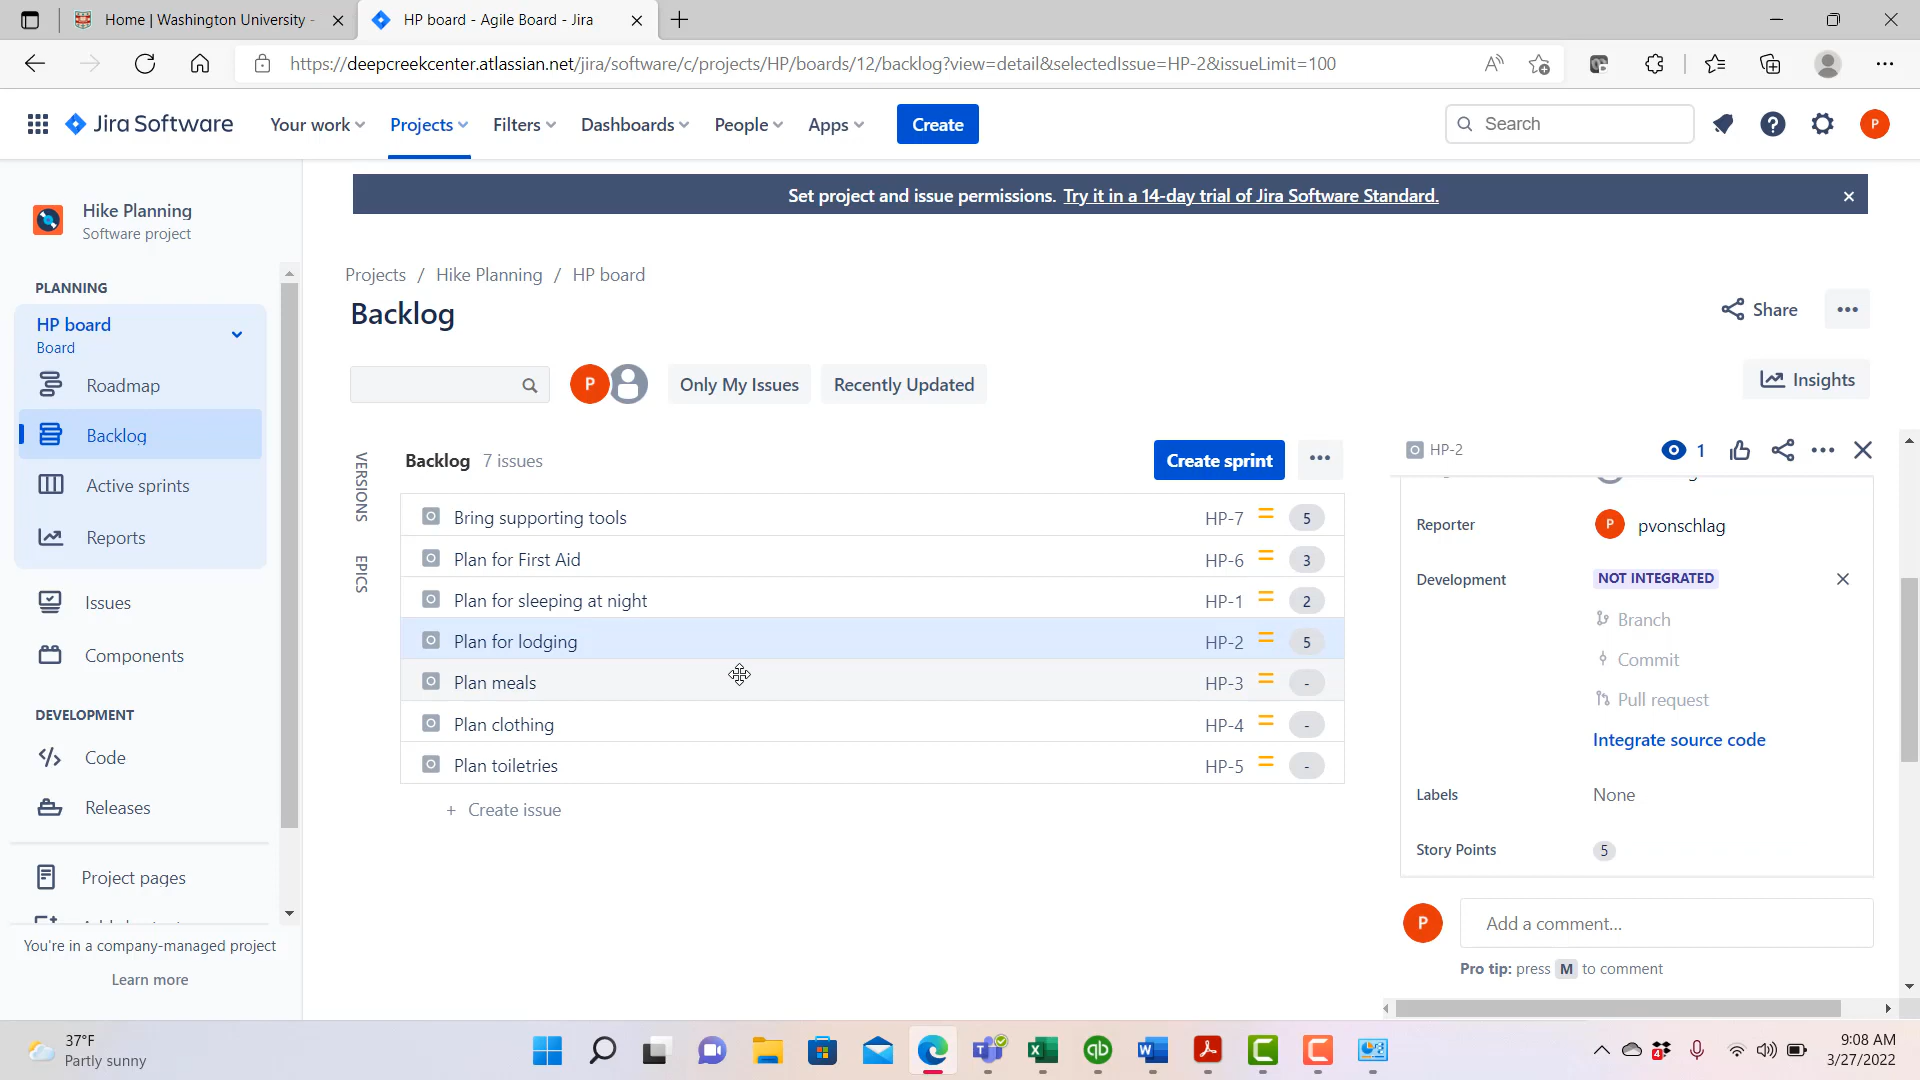 Home | Washington University -
HP board - Agile Board - Jira
https://deepcreekcenter.atlassian.net/jira/software/c/projects/HP/boards/12/backlog?view=detail&selectedIssue=HP-2&issueLimit=100
Jira Software
Your work
Projects
Filters
Dashboards
People
Apps
Create
Search
P
Set project and issue permissions. Try it in a 14-day trial of Jira Software Standard.
Hike Planning
Software project
PLANNING
HP board
Board
Roadmap
Backlog
Active sprints
Reports
Issues
Components
DEVELOPMENT
Code
Releases
Project pages
You're in a company-managed project
Learn more
Projects / Hike Planning / HP board
Backlog
Share
P
Only My Issues
Recently Updated
Insights
VERSIONS
EPICS
Backlog 7 issues
Create sprint
Bring supporting tools HP-7 5
Plan for First Aid HP-6 3
Plan for sleeping at night HP-1 2
Plan for lodging HP-2 5
Plan meals HP-3 -
Plan clothing HP-4 -
Plan toiletries HP-5 -
+ Create issue
HP-2
1
Reporter P pvonschlag
Development NOT INTEGRATED
Branch
Commit
Pull request
Integrate source code
Labels None
Story Points 5
P Add a comment...
Pro tip: press M to comment
37°F
Partly sunny
4
9:08 AM
3/27/2022